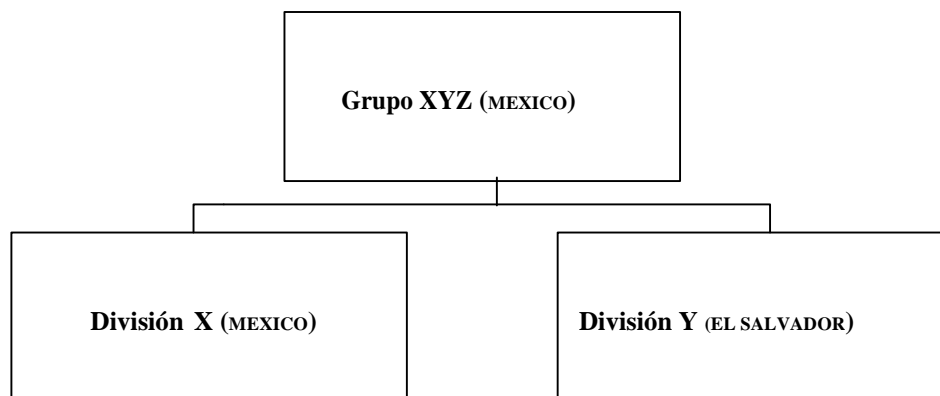 Grupo XYZ (MEXICO)
División X (MEXICO)
División Y (EL SALVADOR)